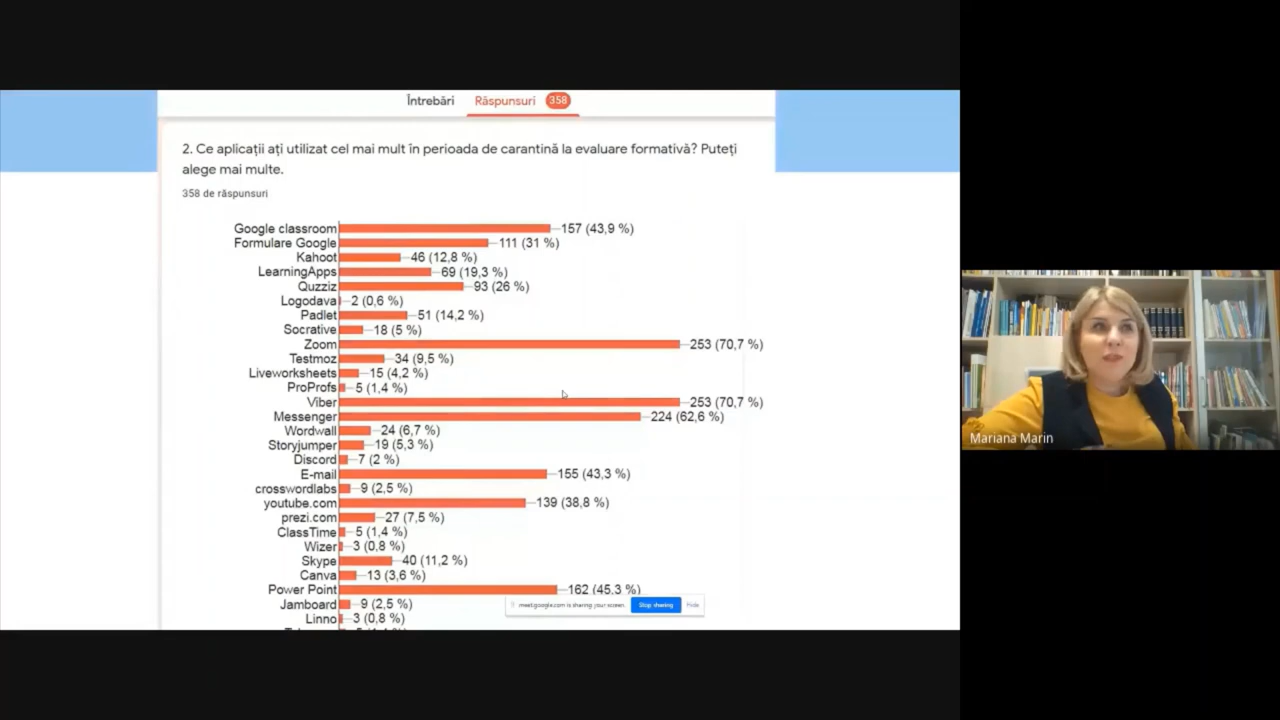 Întrebări Răspunsuri 358
2. Ce aplicații ați utilizat cel mai mult în perioada de carantină la evaluare formativă? Puteți
alege mai multe.
358 de răspunsuri
Google classroom 157 (43,9 %)
Formulare Google 111 (31 %)
Kahoot 46 (12,8 %)
LearningApps 69 (19,3 %)
Quzziz 93 (26 %)
Logodava 2 (0,6 %)
Padlet 51 (14,2 %)
Socrative 18 (5 %)
Zoom 253 (70,7 %)
Testmoz 34 (9,5 %)
Liveworksheets 15 (4,2 %)
ProProfs 5 (1,4 %)
Viber 253 (70,7 %)
Messenger 224 (62,6 %)
Wordwall 24 (6,7 %)
Storyjumper 19 (5,3 %)
Discord 7 (2 %)
E-mail 155 (43,3 %)
crosswordlabs 9 (2,5 %)
youtube.com 139 (38,8 %)
prezi.com 27 (7,5 %)
ClassTime 5 (1,4 %)
Wizer 3 (0,8 %)
Skype 40 (11,2 %)
Canva 13 (3,6 %)
Power Point 162 (45,3 %)
Jamboard 9 (2,5 %)
Linno 3 (0,8 %)
meet.google.com is sharing your screen. Stop sharing Hide
Mariana Marin